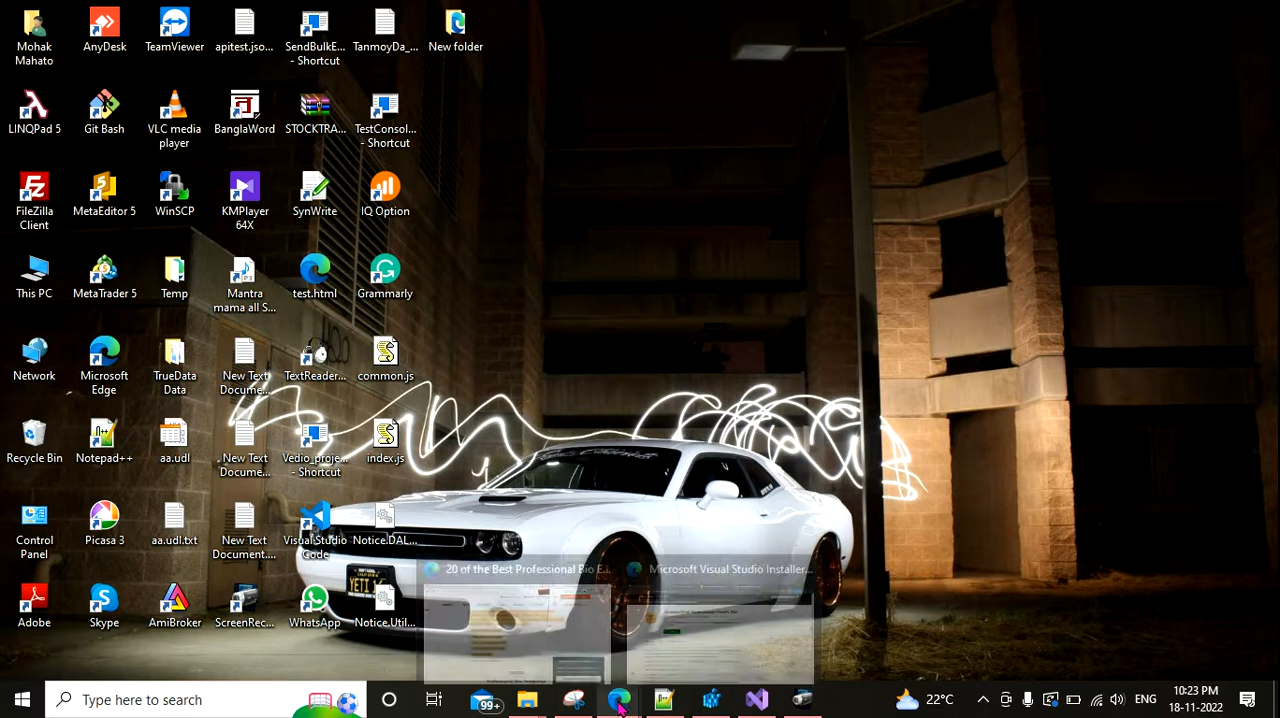 Mohak
Mahato
AnyDesk
TeamViewer
apitest.jso...
SendBulkE...
- Shortcut
TanmoyDa_...
New folder
LINQPad 5
Git Bash
VLC media
player
BanglaWord
STOCKTRA...
TestConsol...
- Shortcut
FileZilla
Client
MetaEditor 5
WinSCP
KMPlayer
64X
SynWrite
IQ Option
This PC
MetaTrader 5
Temp
Mantra
mama all S...
test.html
Grammarly
Network
Microsoft
Edge
TrueData
Data
New Text
Docume...
TextReader...
common.js
Recycle Bin
Notepad++
aa.udl
New Text
Docume...
Vedio_proje...
- Shortcut
index.js
Control
Panel
Picasa 3
aa.udl.txt
New Text
Document....
Visual Studio
Code
Notice.DAL...
Adobe
Skype
AmiBroker
ScreenRec...
WhatsApp
Notice.Util...
YETI
20 of the Best Professional Bio E...
Microsoft Visual Studio Installer...
Type here to search
99+
22°C
ENG
10:23 PM
18-11-2022